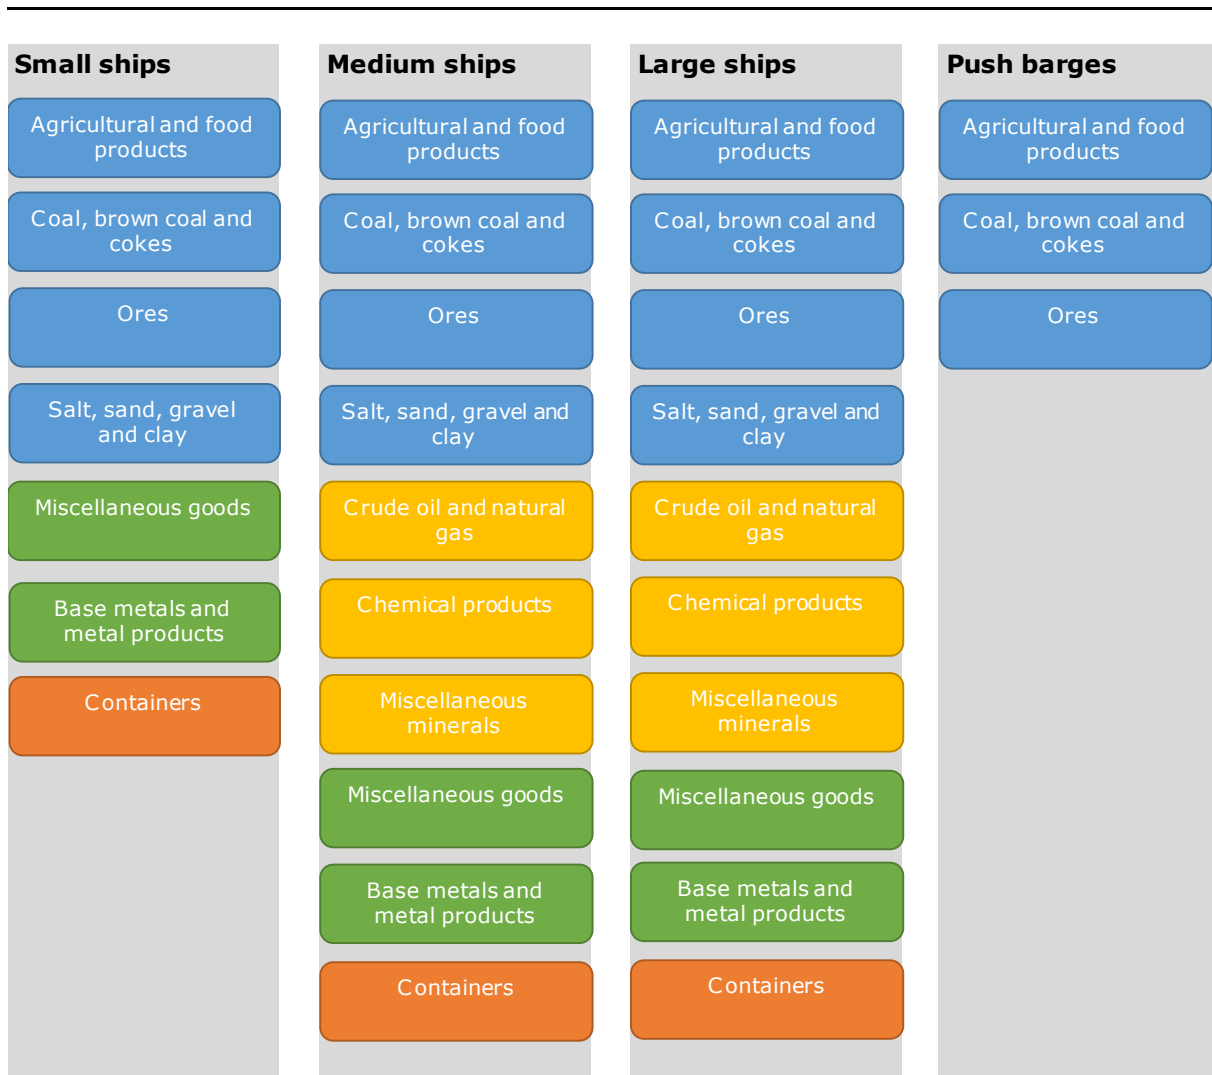 Small ships
Agricultural and food
products
Coal, brown coal and
cokes
Ores
Salt, sand, gravel
and clay
Miscellaneous goods
Base metals and
metal products
Containers
Medium ships
Agricultural and food
products
Coal, brown coal and
cokes
Ores
Salt, sand, gravel and
clay
Crude oil and natural
gas
Chemical products
Miscellaneous
minerals
Miscellaneous goods
Base metals and
metal products
Containers
Large ships
Agricultural and food
products
Coal, brown coal and
cokes
Ores
Salt, sand, gravel and
clay
Crude oil and natural
gas
Chemical products
Miscellaneous
minerals
Miscellaneous goods
Base metals and
metal products
Containers
Push barges
Agricultural and food
products
Coal, brown coal and
cokes
Ores